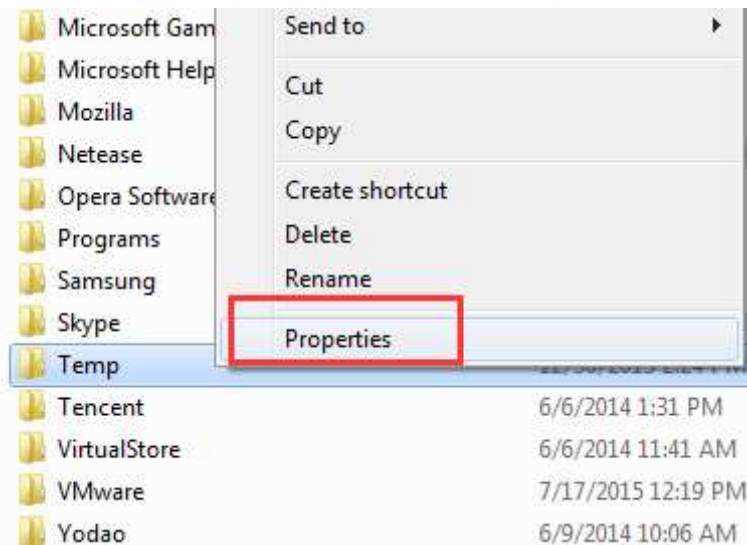 Microsoft Gam
Microsoft Help
Mozilla
Netease
Opera Software
Programs
Samsung
Skype
Temp
Tencent
VirtualStore
VMware
Yodao
Send to
Cut
Copy
Create shortcut
Delete
Rename
Properties
6/6/2014 1:31 PM
6/6/2014 11:41 AM
7/17/2015 12:19 PM
6/9/2014 10:06 AM